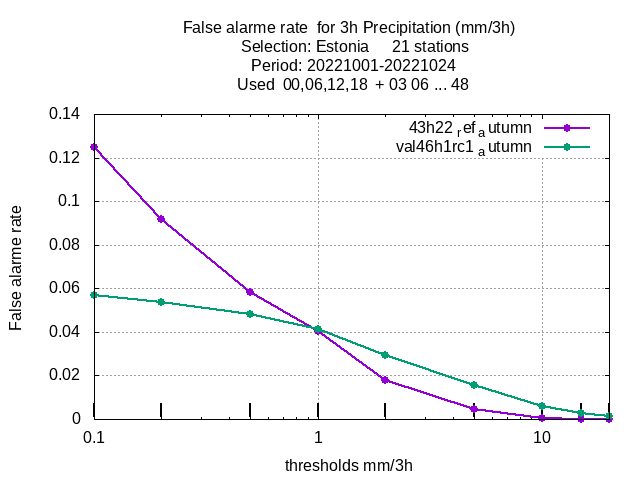 False alarme rate  for 3h Precipitation (mm/3h)
Selection: Estonia     21 stations
Period: 20221001-20221024
Used  00,06,12,18  + 03 06 ... 48
0.14
0.12
0.1
0.08
0.06
0.04
0.02
0
False alarme rate
43h22 ref a utumn
val46h1rc1 a utumn
0.1
1
10
thresholds mm/3h